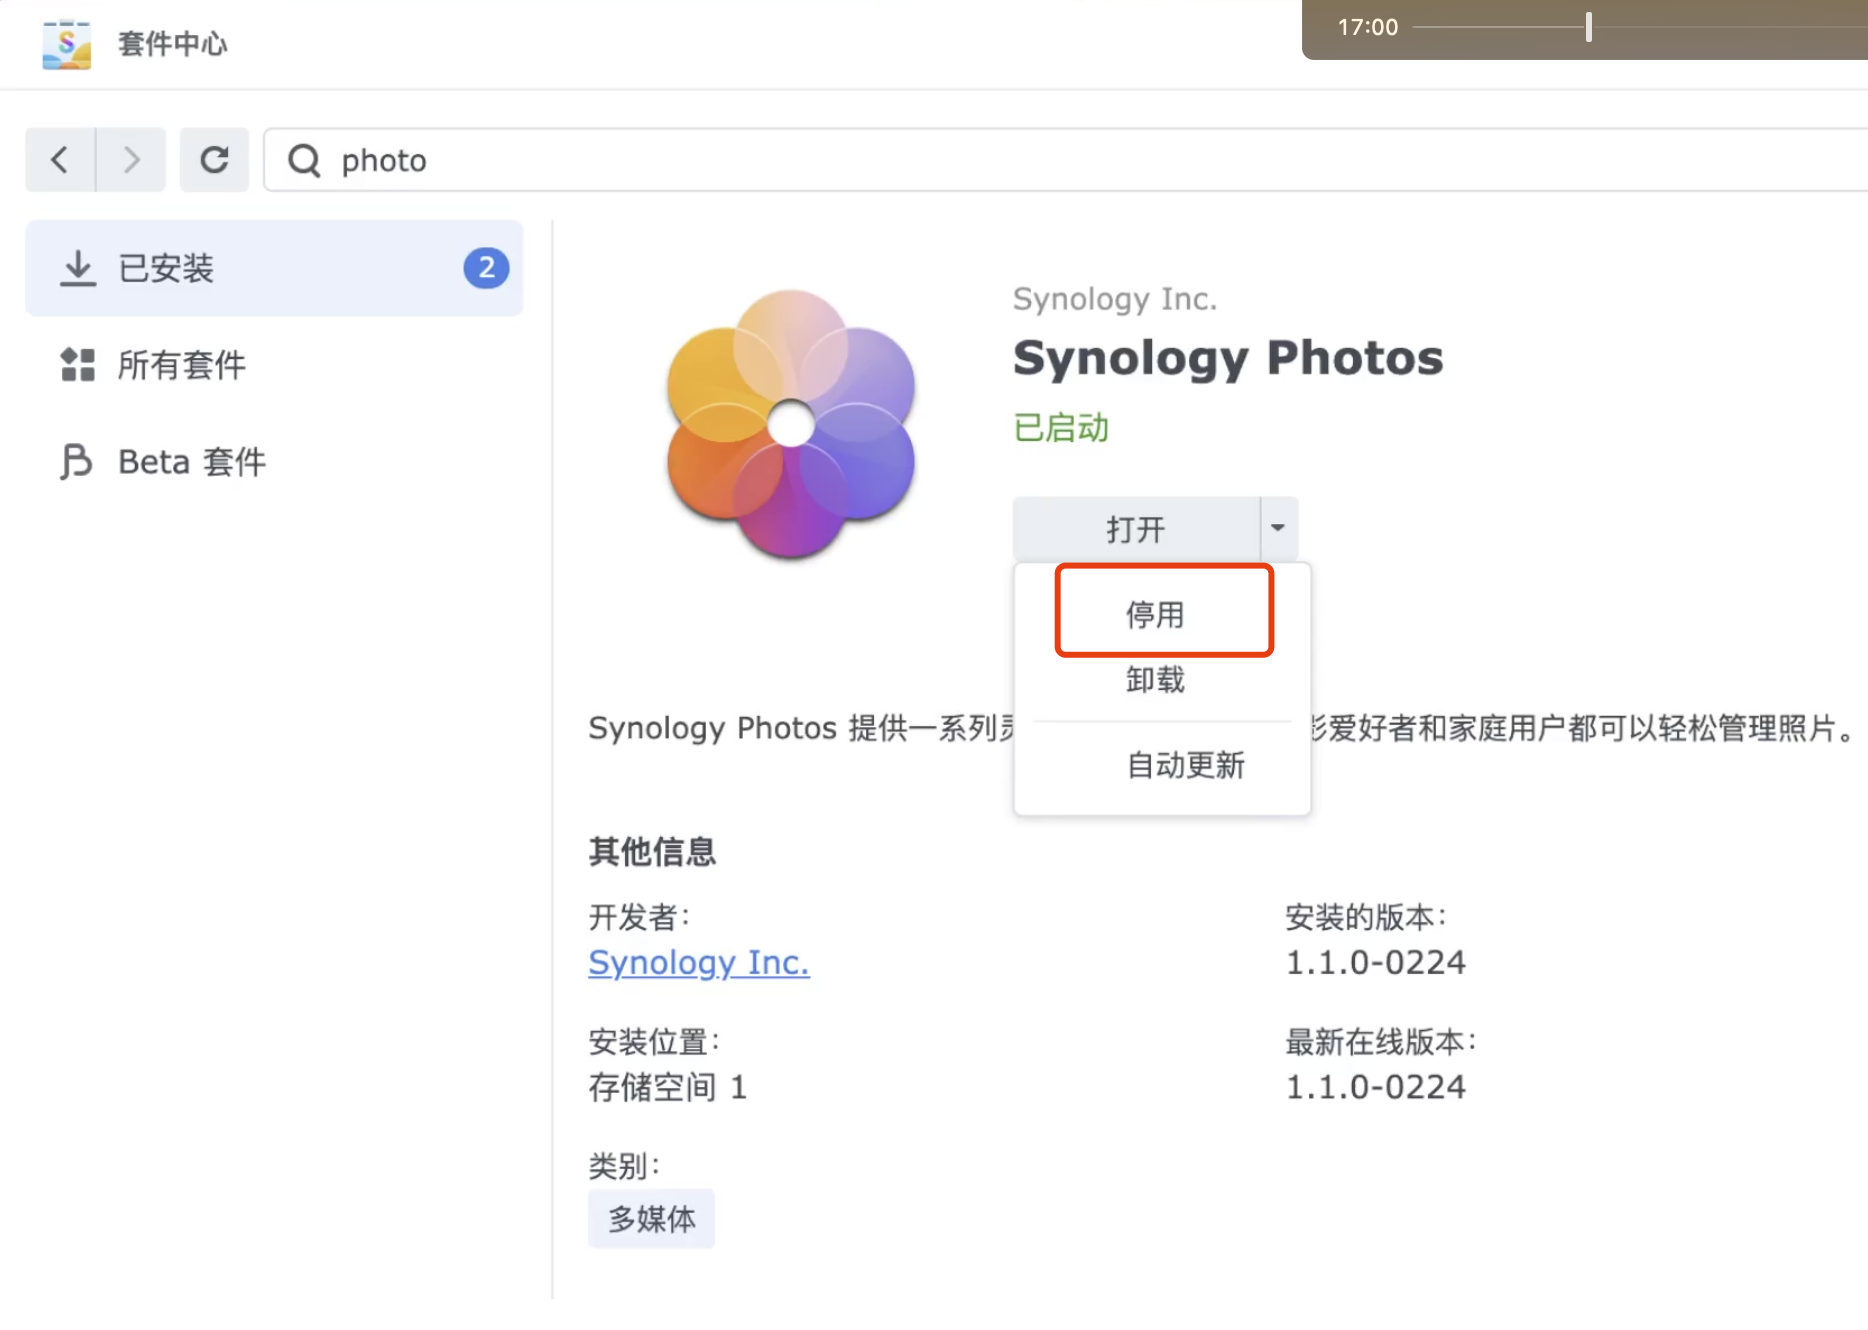 套件中心
17:00
photo
已安装
2
所有套件
Beta 套件
Synology Inc.
Synology Photos
已启动
打开
停用
卸载
自动更新
Synology Photos 提供一系列 爱好者和家庭用户都可以轻松管理照片。
其他信息
开发者:
Synology Inc.
安装的版本:
1.1.0-0224
安装位置:
存储空间 1
最新在线版本:
1.1.0-0224
类别:
多媒体